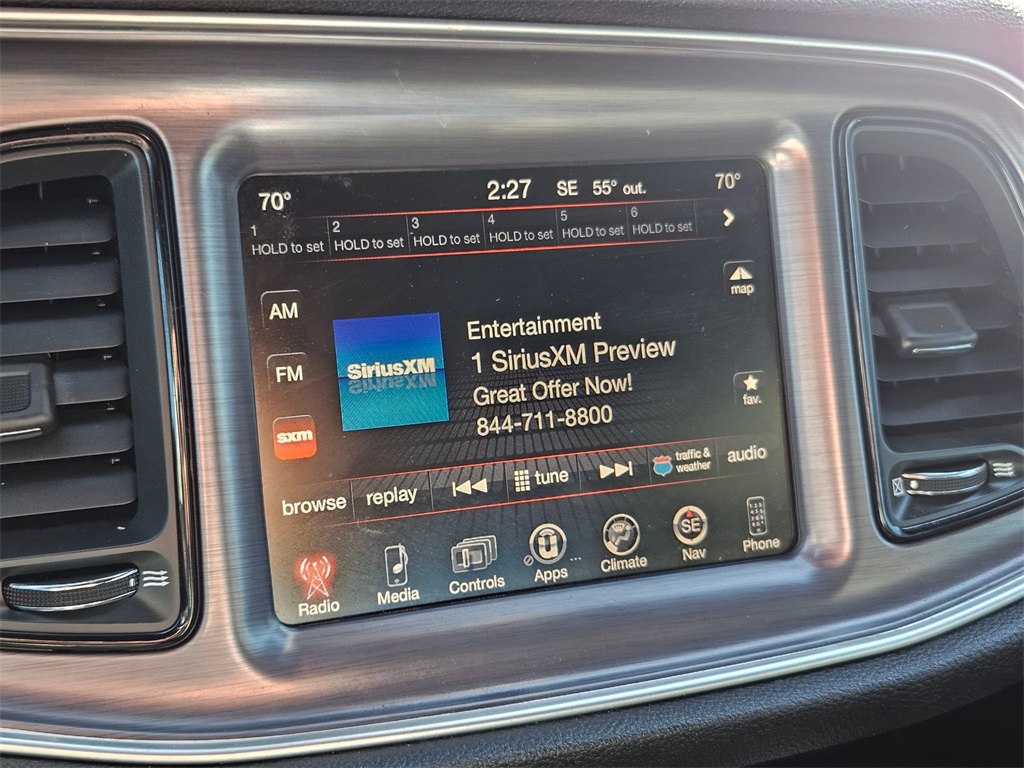 70°
2:27
SE
55° out.
70°
1
HOLD to set
2
HOLD to set
3
HOLD to set
4
HOLD to set
5
HOLD to set
6
HOLD to set
AM
FM
sxm
SiriusXM
Entertainment
1 SiriusXM Preview
Great Offer Now!
844-711-8800
map
fav.
browse
replay
tune
traffic &
weather
audio
Radio
Media
Controls
Apps
Climate
SE
Nav
Phone